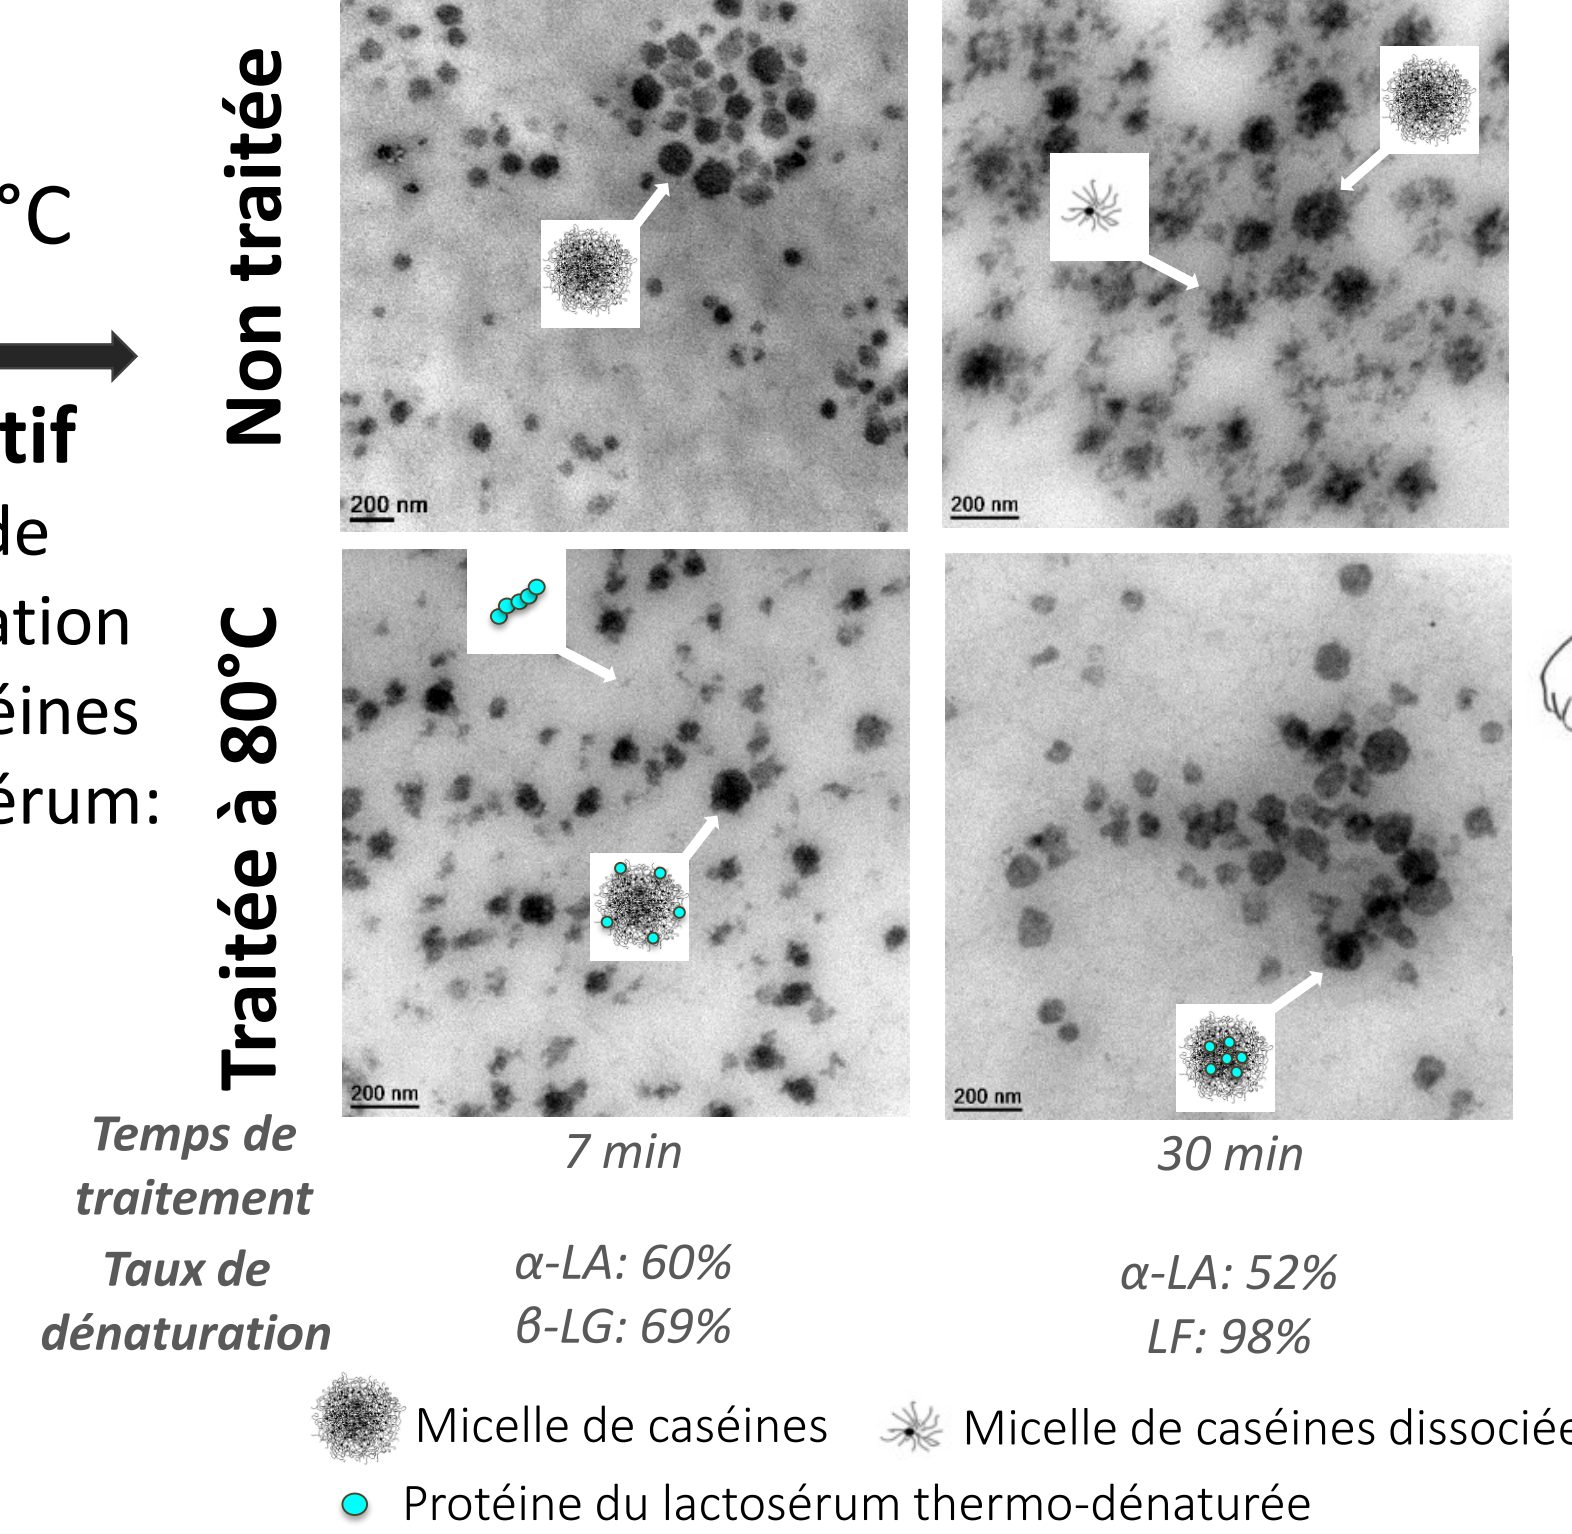 °C
tif
de
ation
éines
érum:
Non traitée
200 nm
200 nm
Traitée à 80°C
200 nm
200 nm
Temps de
traitement
7 min
30 min
Taux de
dénaturation
α-LA: 60%
β-LG: 69%
α-LA: 52%
LF: 98%
Micelle de caséines
Micelle de caséines dissociée
Protéine du lactosérum thermo-dénaturée